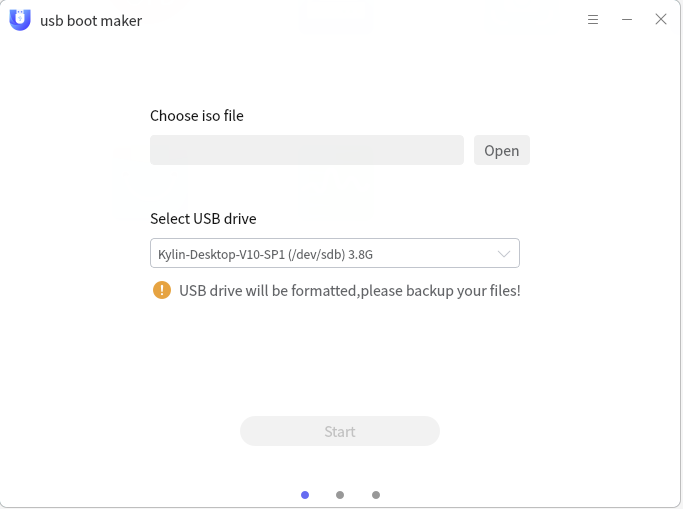 usb boot maker
Choose iso file
Open
Select USB drive
Kylin-Desktop-V10-SP1 (/dev/sdb) 3.8G
USB drive will be formatted,please backup your files!
Start